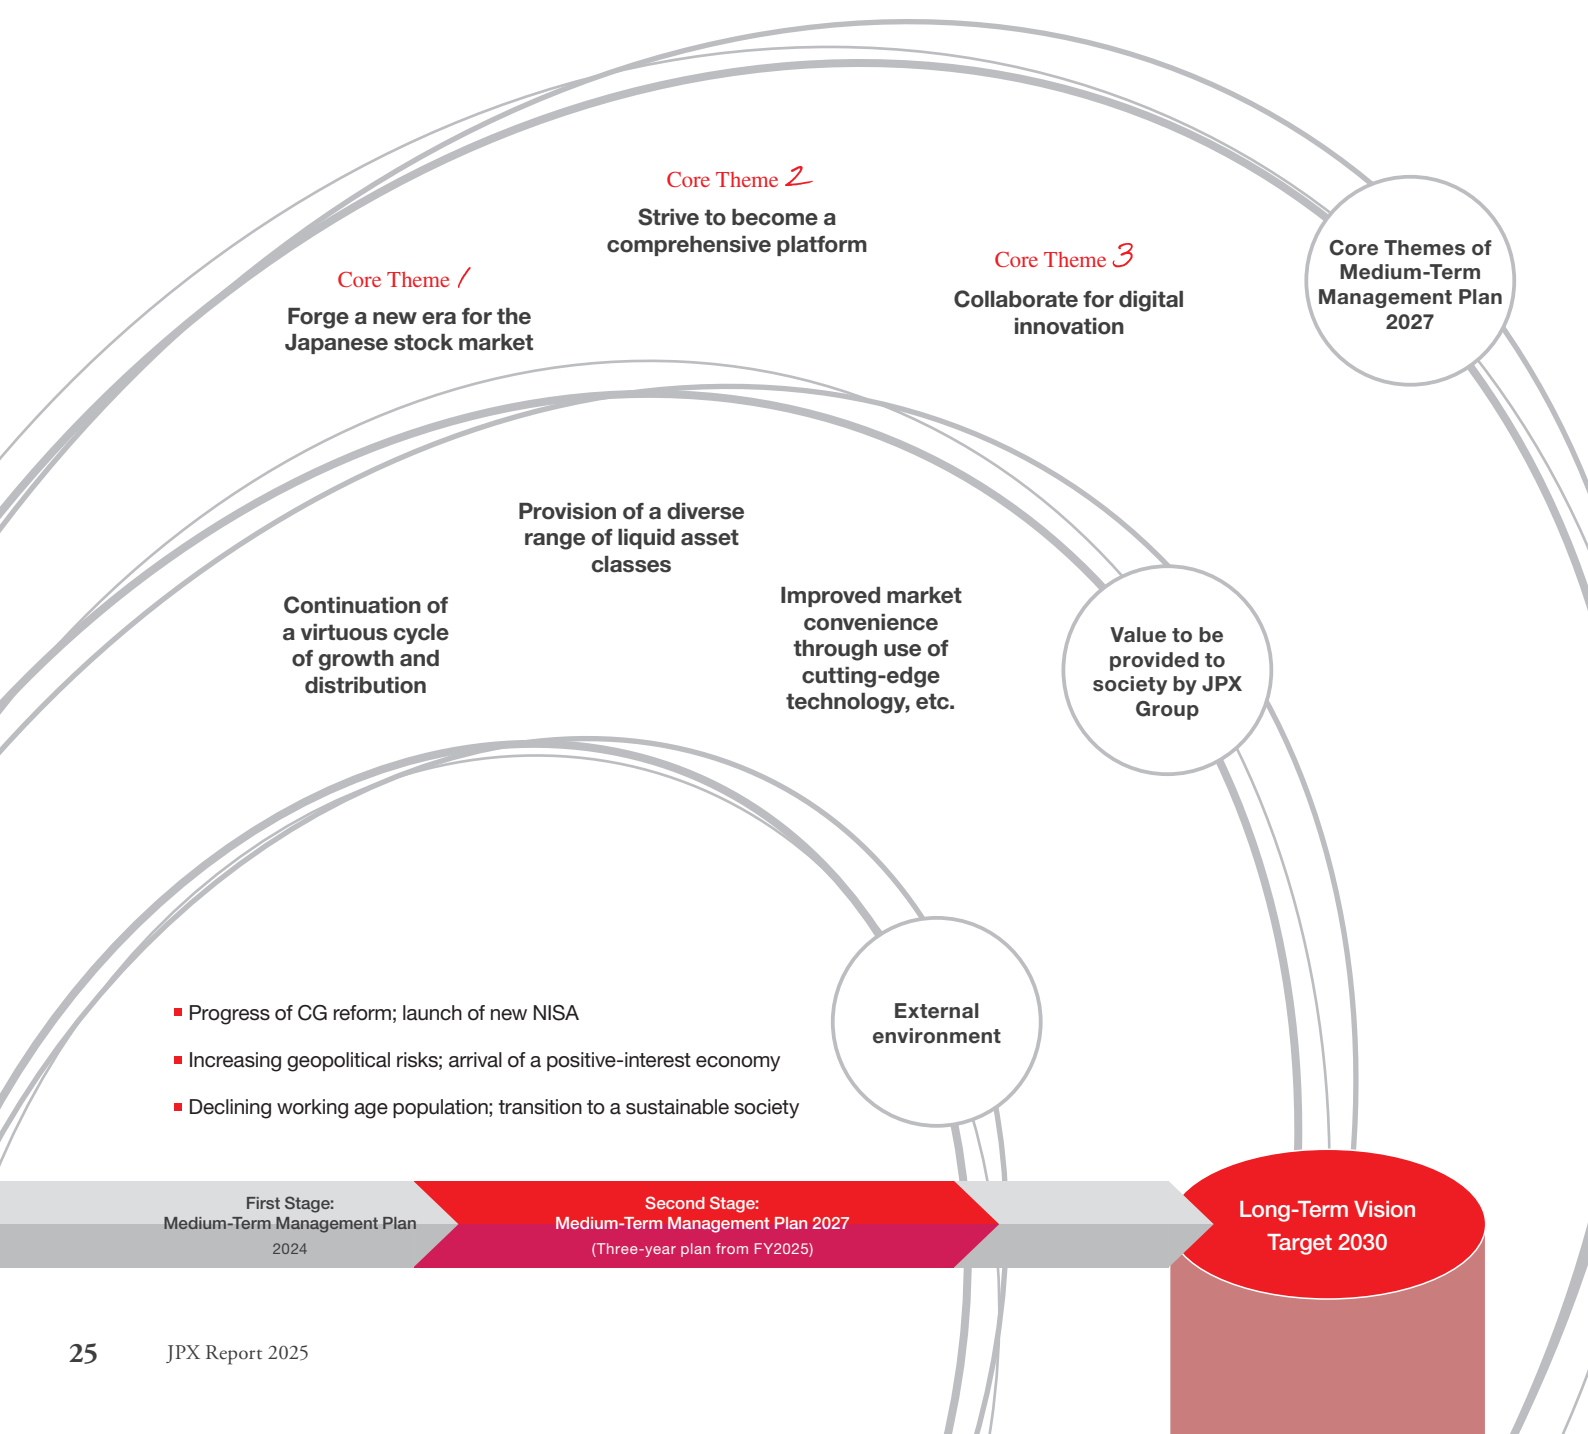 Core Theme 2
Strive to become a
comprehensive platform
Core Theme 1
Forge a new era for the
Japanese stock market
Core Theme 3
Collaborate for digital
innovation
Core Themes of
Medium-Term
Management Plan
2027
Provision of a diverse
range of liquid asset
classes
Continuation of
a virtuous cycle
of growth and
distribution
Improved market
convenience
through use of
cutting-edge
technology, etc.
Value to be
provided to
society by JPX
Group
Progress of CG reform; launch of new NISA
Increasing geopolitical risks; arrival of a positive-interest economy
Declining working age population; transition to a sustainable society
External
environment
First Stage:
Medium-Term Management Plan
2024
Second Stage:
Medium-Term Management Plan 2027
(Three-year plan from FY2025)
Long-Term Vision
Target 2030
25 JPX Report 2025